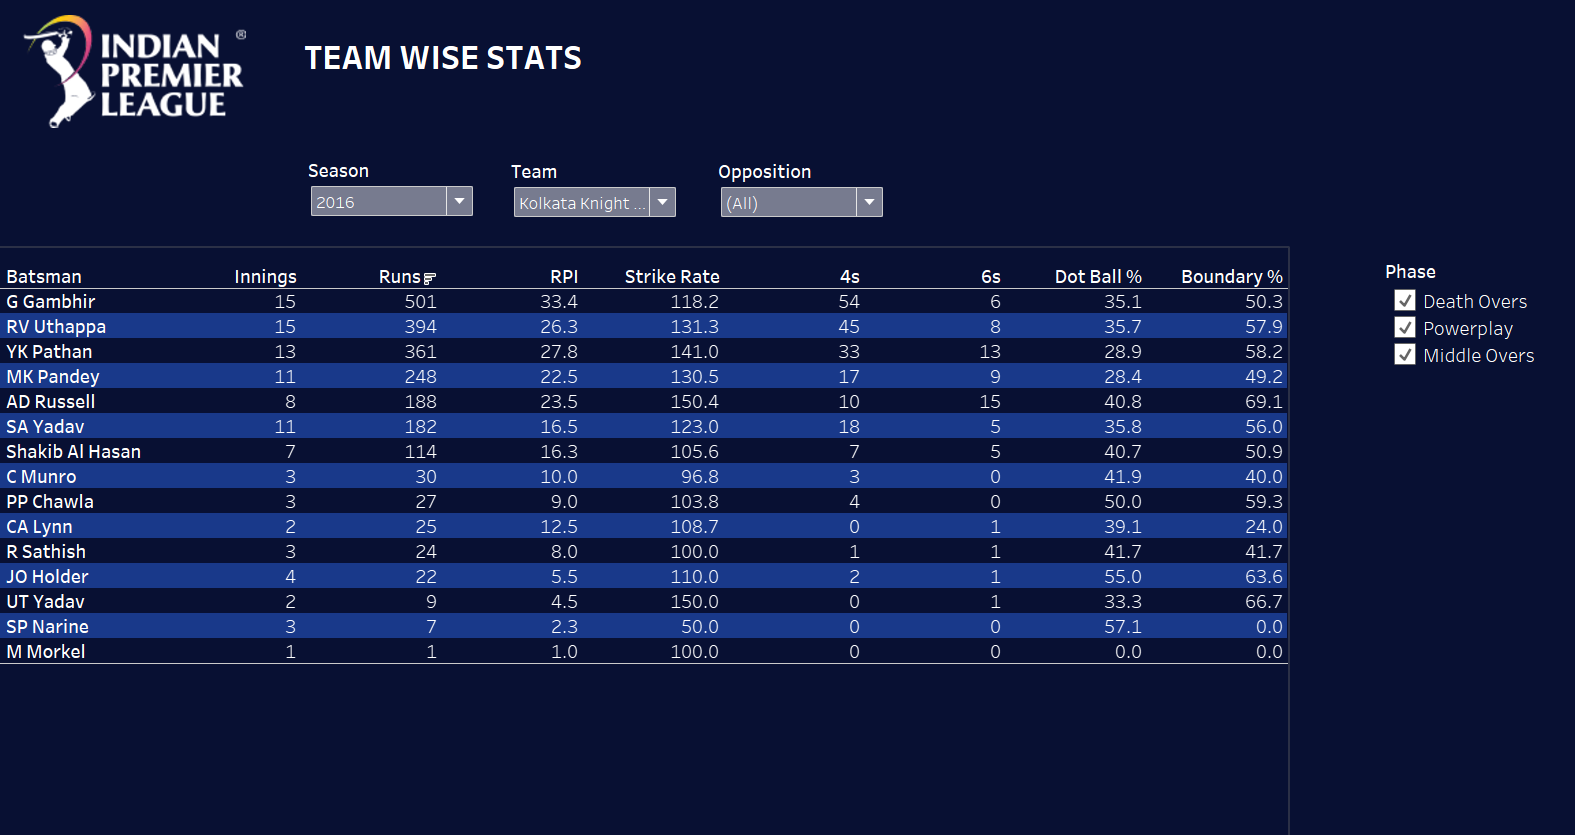 INDIAN PREMIER LEAGUE ®
TEAM WISE STATS
Season Team Opposition
2016 Kolkata Knight ... (All)
Batsman Innings Runs RPI Strike Rate 4s 6s Dot Ball % Boundary %
G Gambhir 15 501 33.4 118.2 54 6 35.1 50.3
RV Uthappa 15 394 26.3 131.3 45 8 35.7 57.9
YK Pathan 13 361 27.8 141.0 33 13 28.9 58.2
MK Pandey 11 248 22.5 130.5 17 9 28.4 49.2
AD Russell 8 188 23.5 150.4 10 15 40.8 69.1
SA Yadav 11 182 16.5 123.0 18 5 35.8 56.0
Shakib Al Hasan 7 114 16.3 105.6 7 5 40.7 50.9
C Munro 3 30 10.0 96.8 3 0 41.9 40.0
PP Chawla 3 27 9.0 103.8 4 0 50.0 59.3
CA Lynn 2 25 12.5 108.7 0 1 39.1 24.0
R Sathish 3 24 8.0 100.0 1 1 41.7 41.7
JO Holder 4 22 5.5 110.0 2 1 55.0 63.6
UT Yadav 2 9 4.5 150.0 0 1 33.3 66.7
SP Narine 3 7 2.3 50.0 0 0 57.1 0.0
M Morkel 1 1 1.0 100.0 0 0 0.0 0.0
Phase
Death Overs
Powerplay
Middle Overs